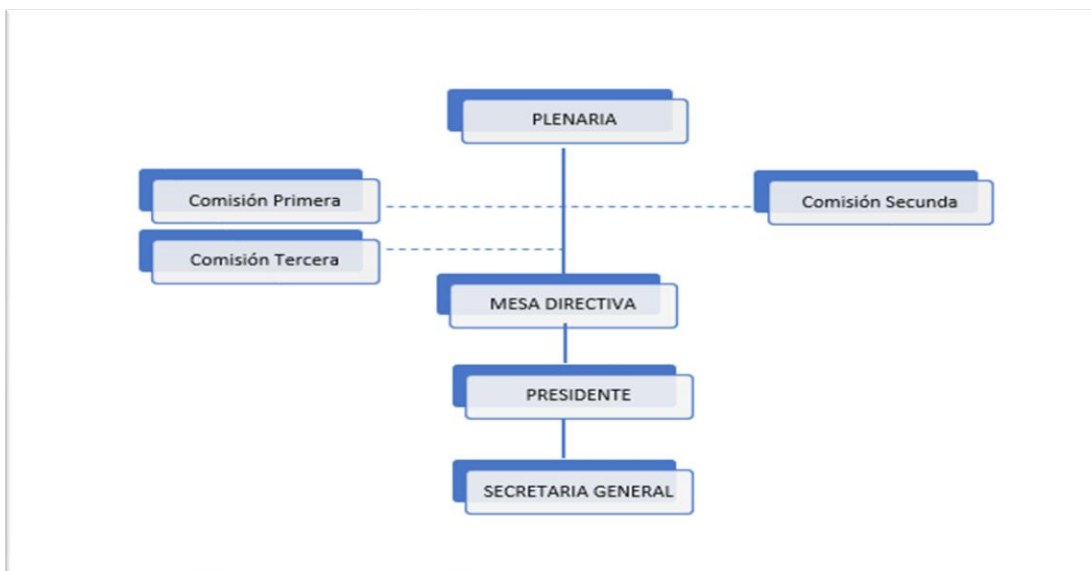 PLENARIA
Comisión Primera
Comisión Secunda
Comisión Tercera
MESA DIRECTIVA
PRESIDENTE
SECRETARIA GENERAL